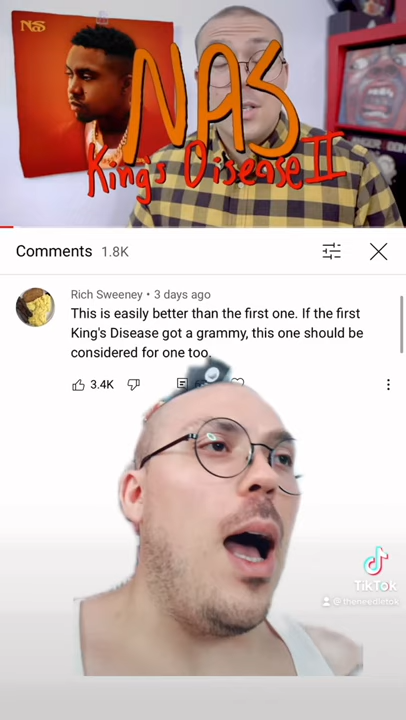 NAS
NAS
King's Disease II
Comments 1.8K
Rich Sweeney • 3 days ago
This is easily better than the first one. If the first
King's Disease got a grammy, this one should be
considered for one too.
3.4K
TikTok
@theneedletok